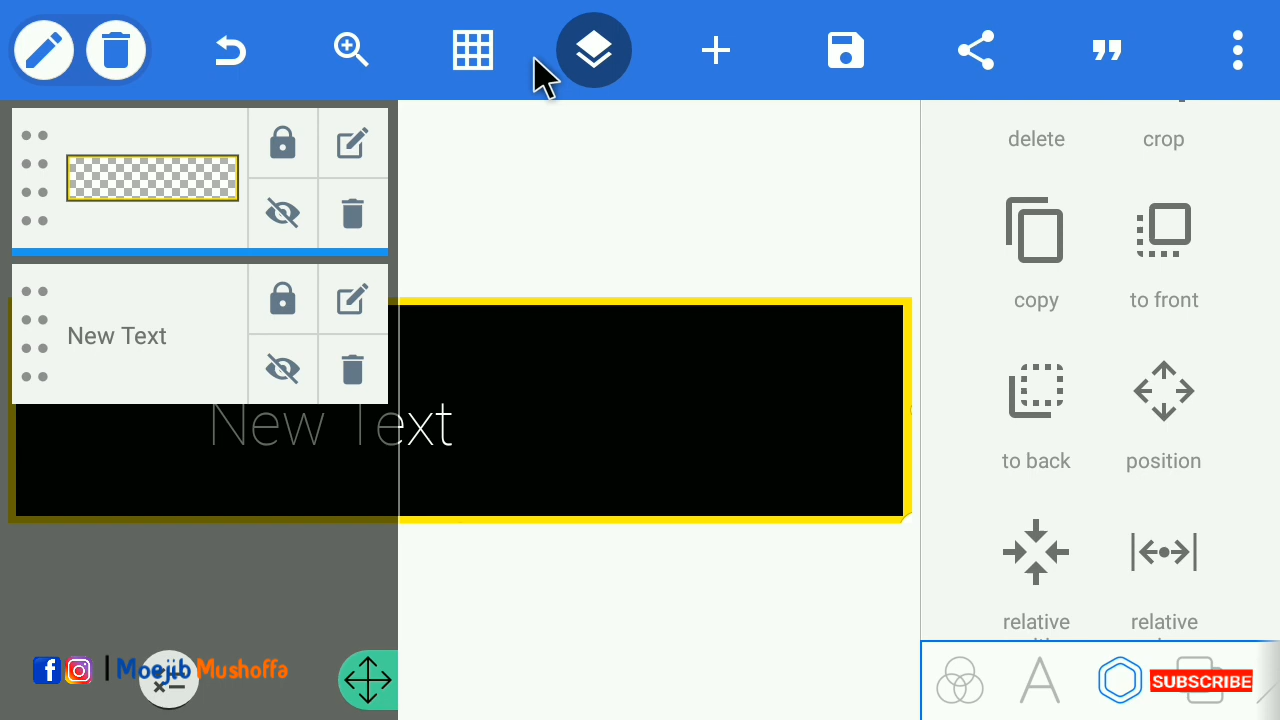 delete
crop
New Text
copy
to front
New Text
to back
position
relative
relative
Moejib Mushoffa
SUBSCRIBE